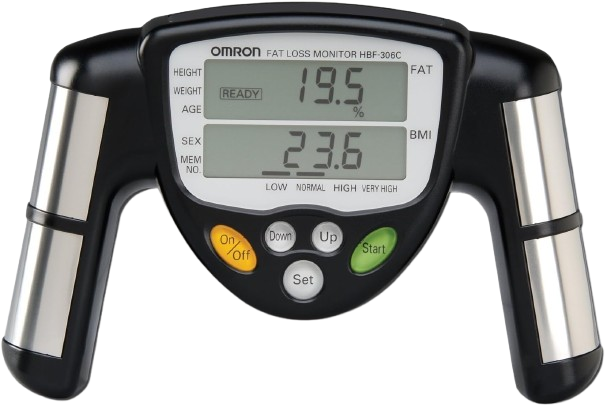 OMRON FAT LOSS MONITOR HBF-306C
HEIGHT
WEIGHT
AGE
READY
19.5
%
FAT
SEX
MEM
NO.
23.6
BMI
LOW NORMAL HIGH VERY HIGH
On/Off
Down
Up
Start
Set